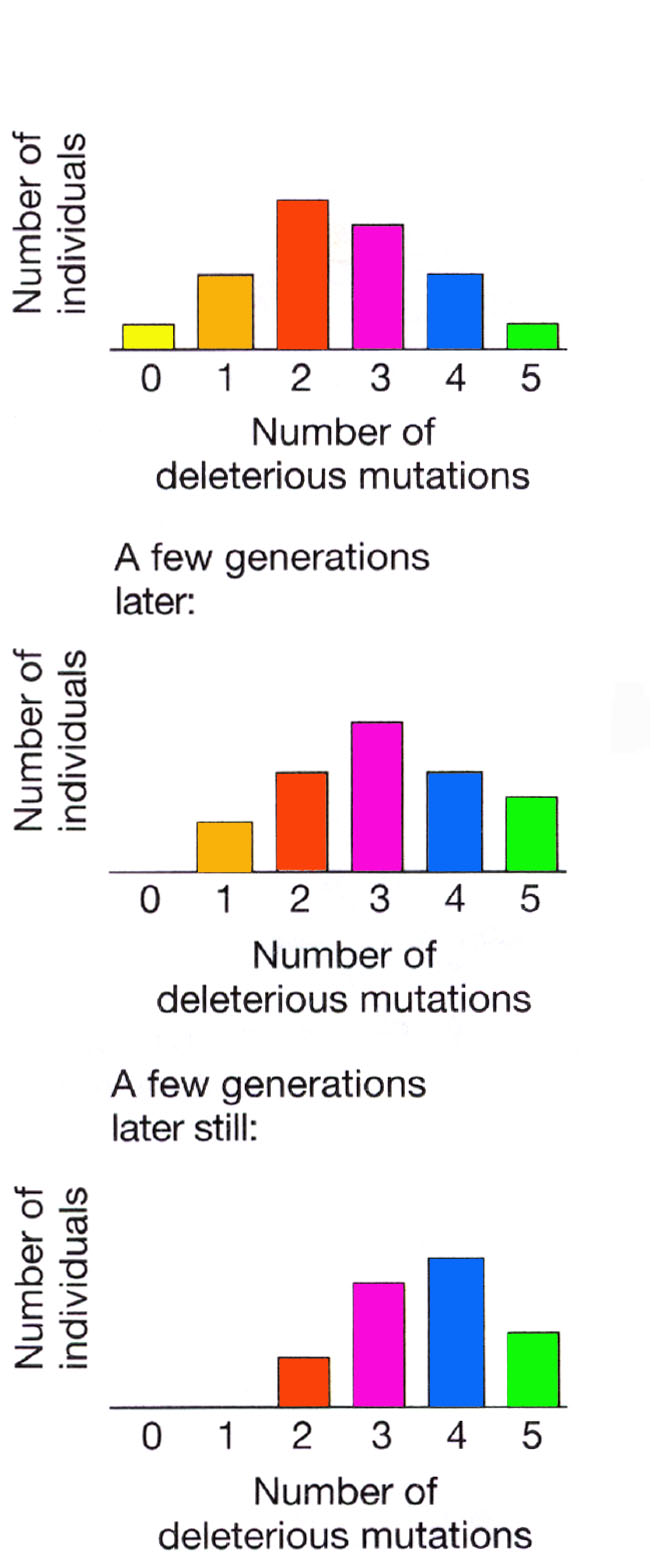 Number of
individuals
0 1 2 3 4 5
Number of
deleterious mutations
A few generations
later:
Number of
individuals
0 1 2 3 4 5
Number of
deleterious mutations
A few generations
later still:
Number of
individuals
0 1 2 3 4 5
Number of
deleterious mutations